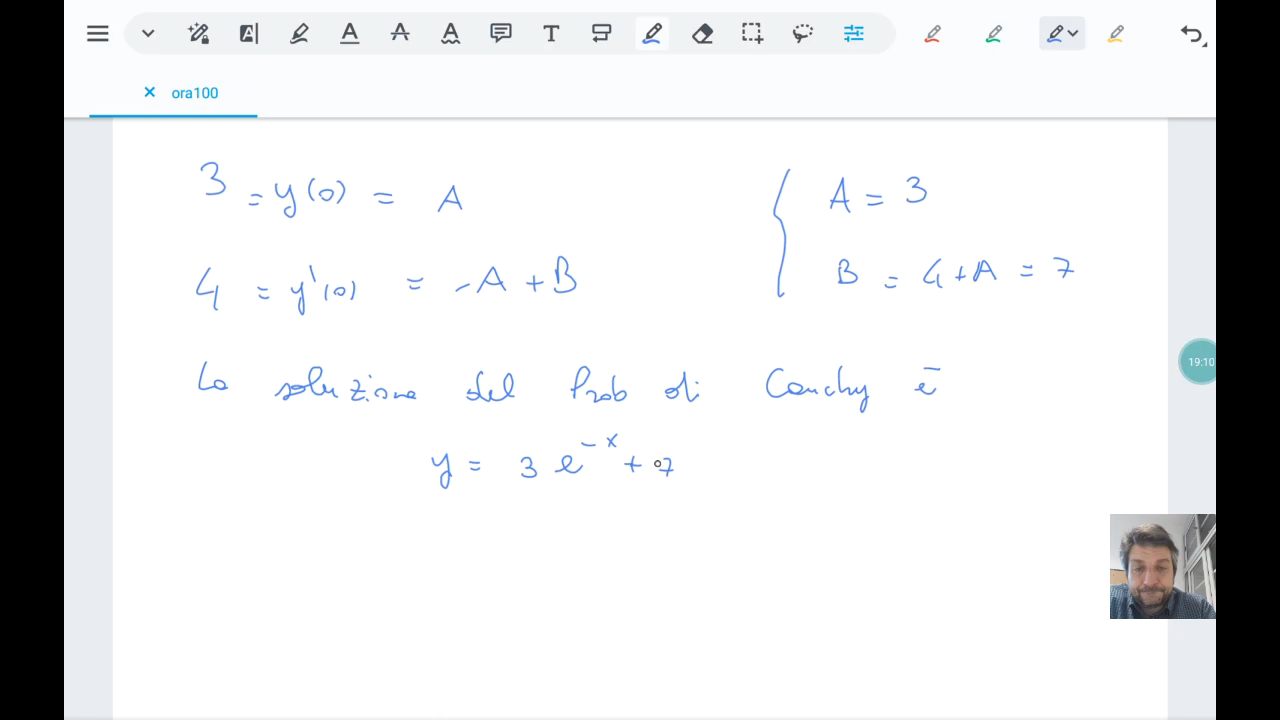 ora100
3 = y(0) = A
A = 3
4 = y'(0) = -A + B
B = 4 + A = 7
19:10
La soluzione del Prob di Cauchy è
y = 3 e^{-x} + 7